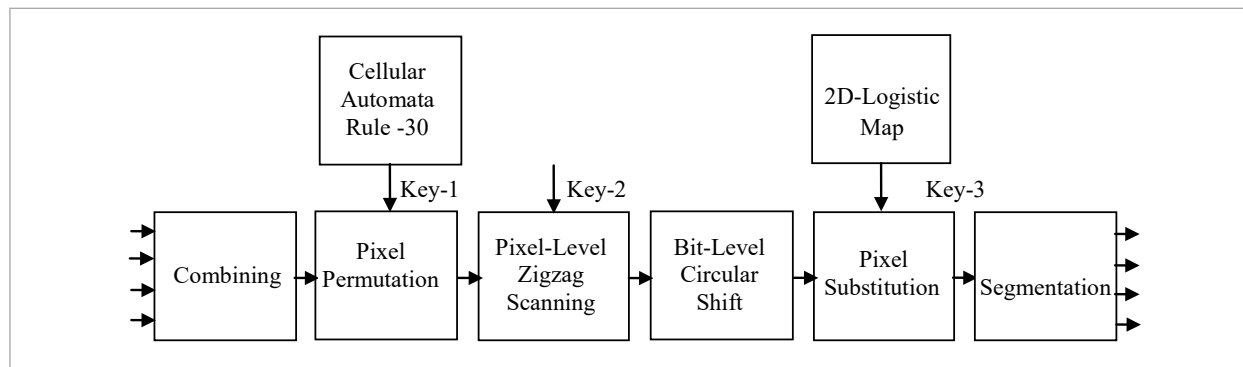 Cellular
Automata
Rule -30
2D-Logistic
Map
Key-1
Key-2
Key-3
Combining
Pixel
Permutation
Pixel-Level
Zigzag
Scanning
Bit-Level
Circular
Shift
Pixel
Substitution
Segmentation